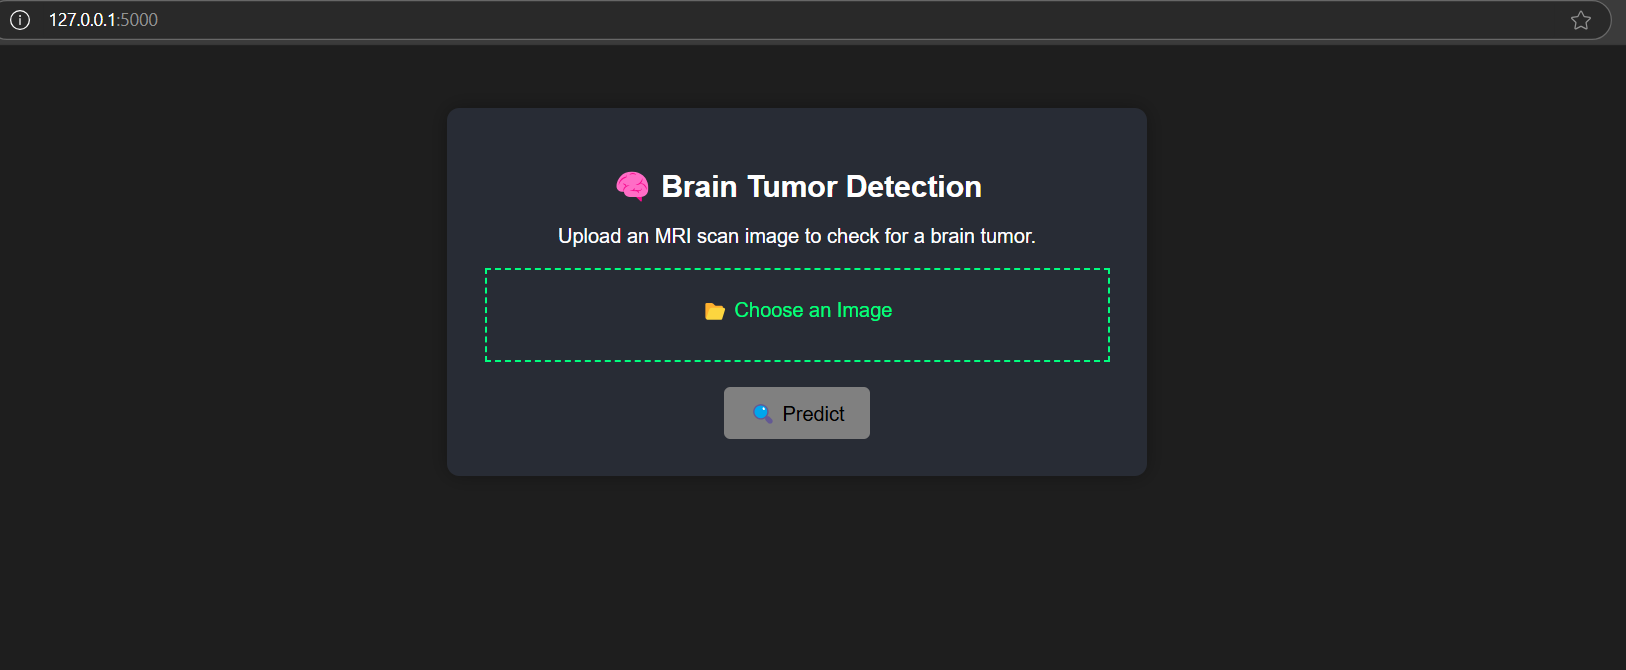 127.0.0.1:5000
🧠 Brain Tumor Detection
Upload an MRI scan image to check for a brain tumor.
📂 Choose an Image
🔍 Predict